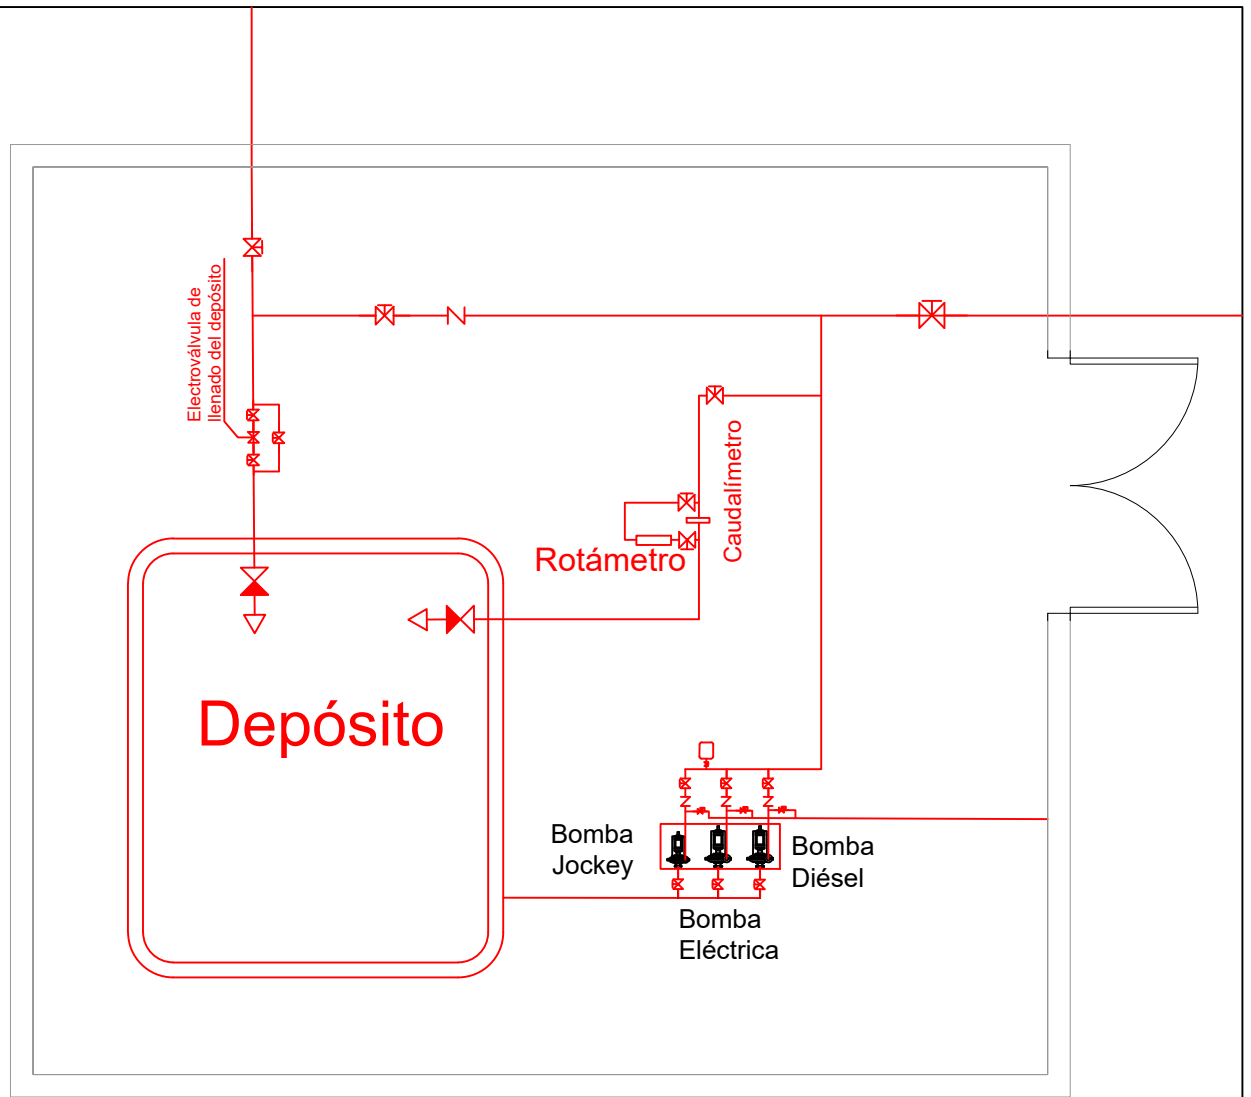 Electroválvula de
llenado del depósito
Caudalímetro
Rotámetro
Depósito
Bomba
Jockey
Bomba
Diésel
Bomba
Eléctrica